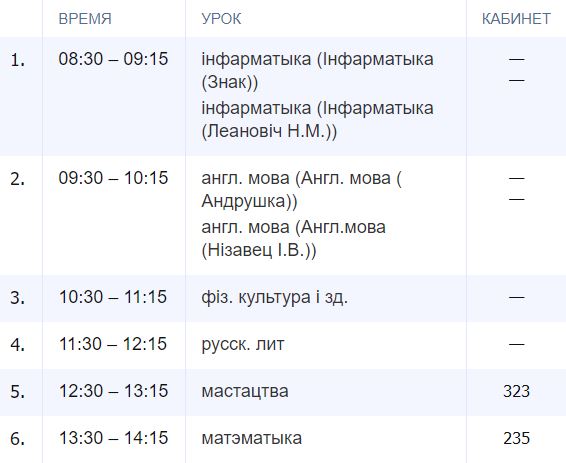 ВРЕМЯ УРОК КАБИНЕТ
1. 08:30 – 09:15 інфарматыка (Інфарматыка —
(Знак)) —
інфарматыка (Інфарматыка
(Леановіч Н.М.))
2. 09:30 – 10:15 англ. мова (Англ. мова ( —
Андрушка)) —
англ. мова (Англ.мова
(Нізавец І.В.))
3. 10:30 – 11:15 фіз. культура і зд. —
4. 11:30 – 12:15 русск. лит —
5. 12:30 – 13:15 мастацтва 323
6. 13:30 – 14:15 матэматыка 235